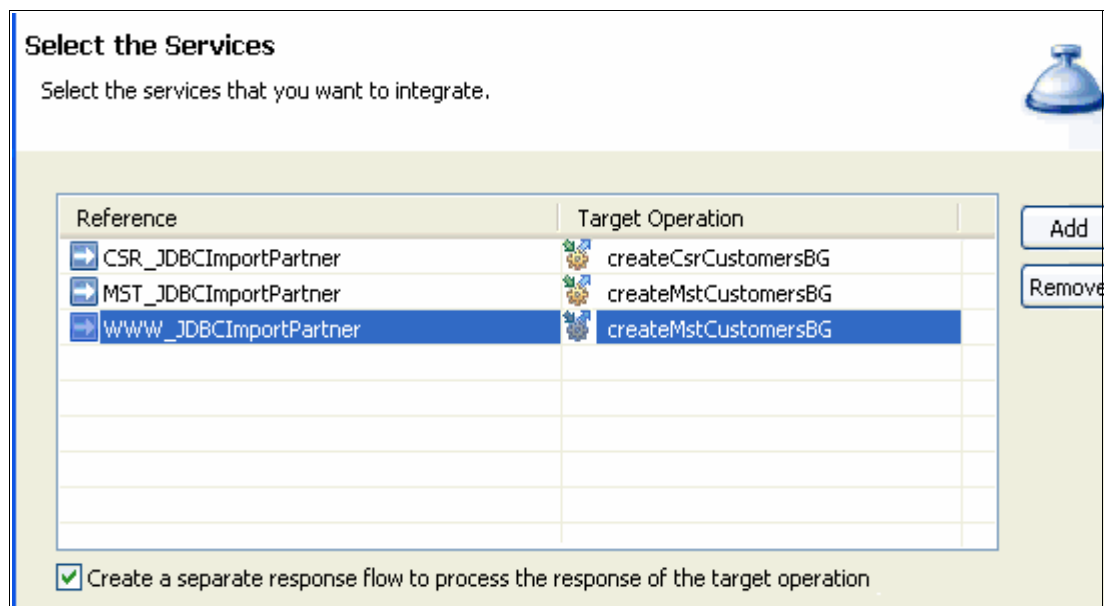 Select the Services
Select the services that you want to integrate.
Reference Target Operation
Add
CSR_JDBCImportPartner createCsrCustomersBG
MST_JDBCImportPartner createMstCustomersBG
Remove
WWW_JDBCImportPartner createMstCustomersBG
Create a separate response flow to process the response of the target operation